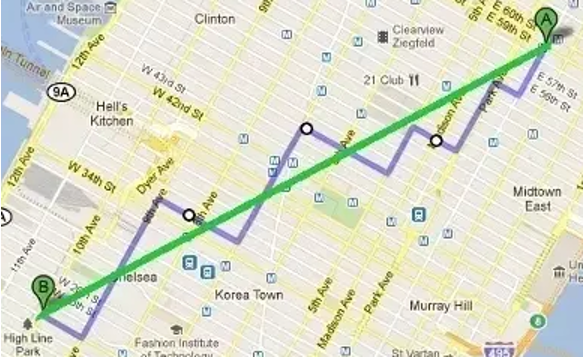 Air and Space
Museum
Clinton
9th
5th A
E 60th St
E 59th St
A
Clearview
Ziegfeld
12th Ave
W 43rd St
21 Club
E 57th St
E 56th St
Park Ave
Madison Ave
9A
W 42nd St
Hell's
Kitchen
Ave
12th Ave
W 34th St
Dyer Ave
Midtown
East
9th Ave
8th Ave
10th Ave
11th Ave
B
Chelsea
Korea Town
5th Ave
Madison Ave
Park Ave
Murray Hill
High Line
Park
Fashion Institute
of Technology
St Vartan
495